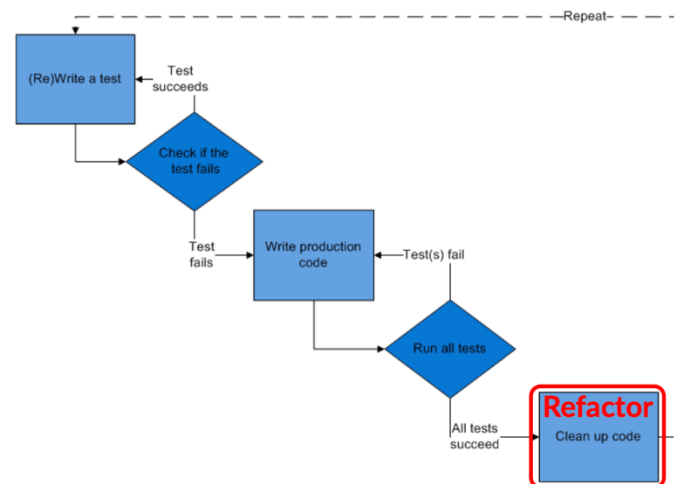 Repeat
(Re)Write a test
Test
succeeds
Check if the
test fails
Test
fails
Write production
code
Test(s) fail
Run all tests
All tests
succeed
Refactor
Clean up code